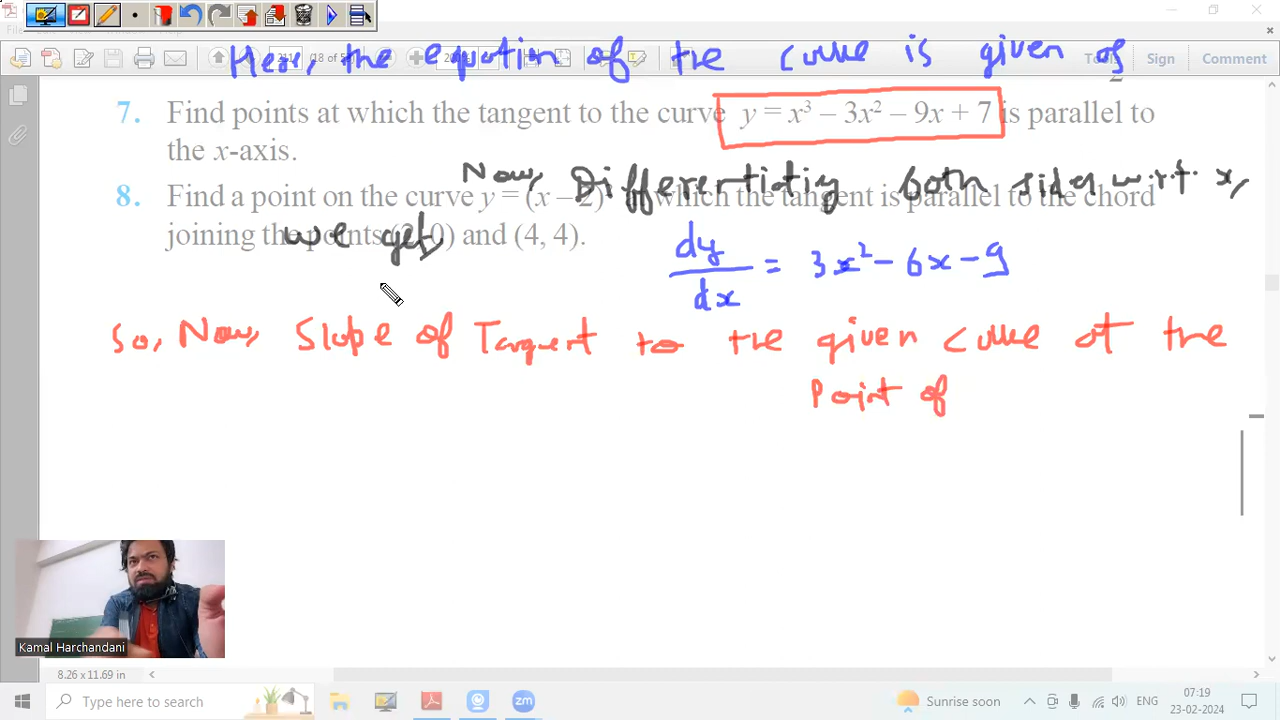 Here, the equation of the curve is given of
Tools Sign Comment
7. Find points at which the tangent to the curve y = x³ – 3x² – 9x + 7 is parallel to
the x-axis.
Now, Differentiatiy both sides w.r.t. x,
8. Find a point on the curve y = (x – 2)² at which the tangent is parallel to the chord
joining the points (2, 0) and (4, 4).
we get,
dy/dx = 3x² – 6x – 9
So, Now, Slope of Tangent to the given curve at the
Point of
Kamal Harchandani
8.26 x 11.69 in
Type here to search
zm
Sunrise soon
ENG
07:19
23-02-2024